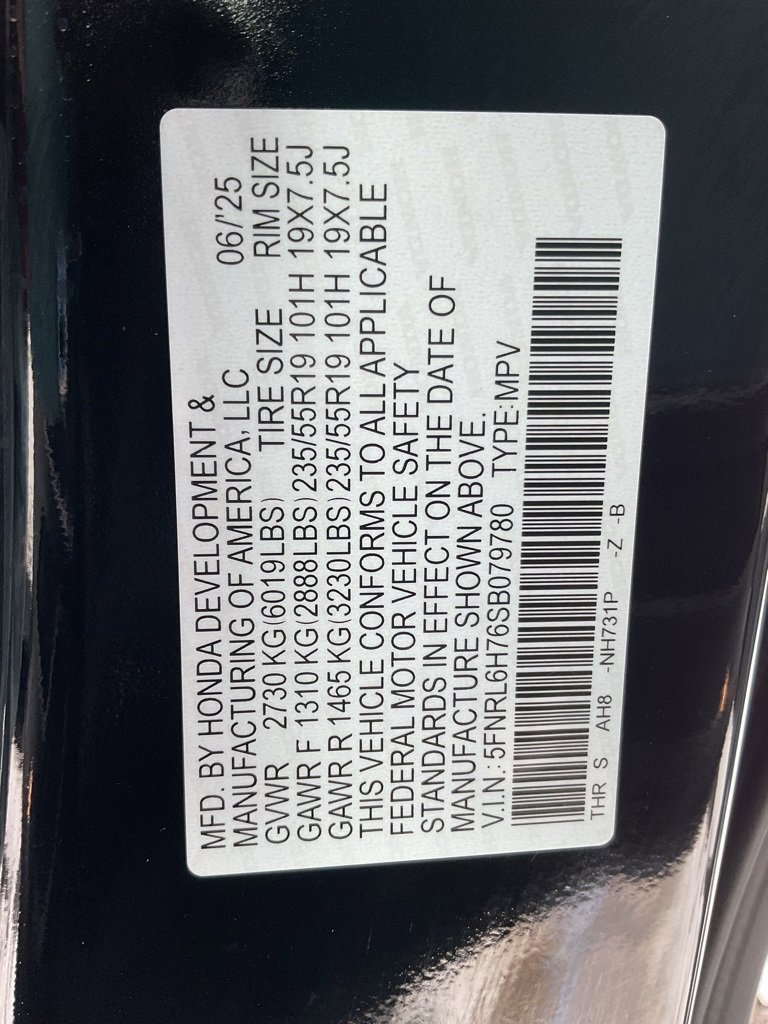 MFD. BY HONDA DEVELOPMENT &
MANUFACTURING OF AMERICA, LLC 06/'25
GVWR 2730 KG(6019LBS) TIRE SIZE RIM SIZE
GAWR F 1310 KG(2888LBS) 235/55R19 101H 19X7.5J
GAWR R 1465 KG(3230LBS) 235/55R19 101H 19X7.5J
THIS VEHICLE CONFORMS TO ALL APPLICABLE
FEDERAL MOTOR VEHICLE SAFETY
STANDARDS IN EFFECT ON THE DATE OF
MANUFACTURE SHOWN ABOVE.
V.I.N.: 5FNRL6H76SB079780 TYPE:MPV
THR S AH8 -NH731P -Z -B